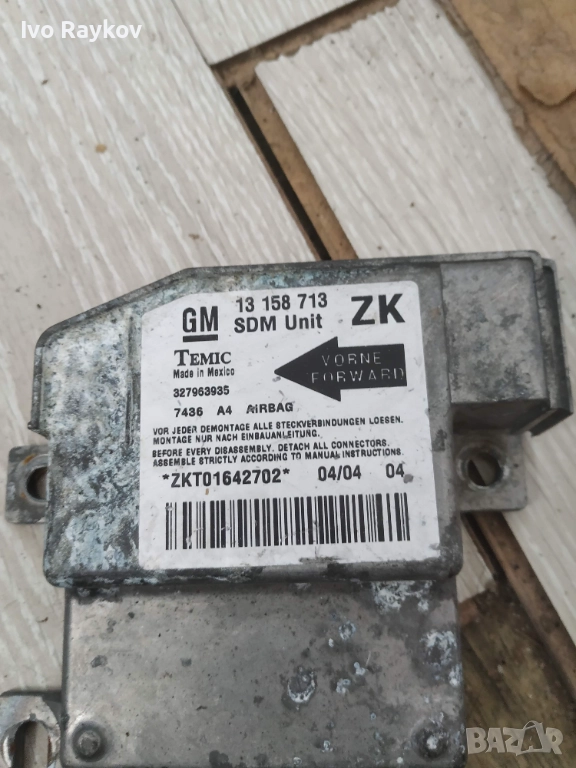 Ivo Raykov
GM 13 158 713 ZK
SDM Unit
TEMIC
Made in Mexico
VORNE
FORWARD
327963935
7436 A4 AIRBAG
VOR JEDER DEMONTAGE ALLE STECKVERBINDUNGEN LOESEN.
MONTAGE NUR NACH EINBAUANLEITUNG.
BEFORE EVERY DISASSEMBLY. DETACH ALL CONNECTORS.
ASSEMBLE STRICTLY ACCORDING TO MANUAL INSTRUCTIONS.
*ZKT01642702* 04/04 04
BAZAR